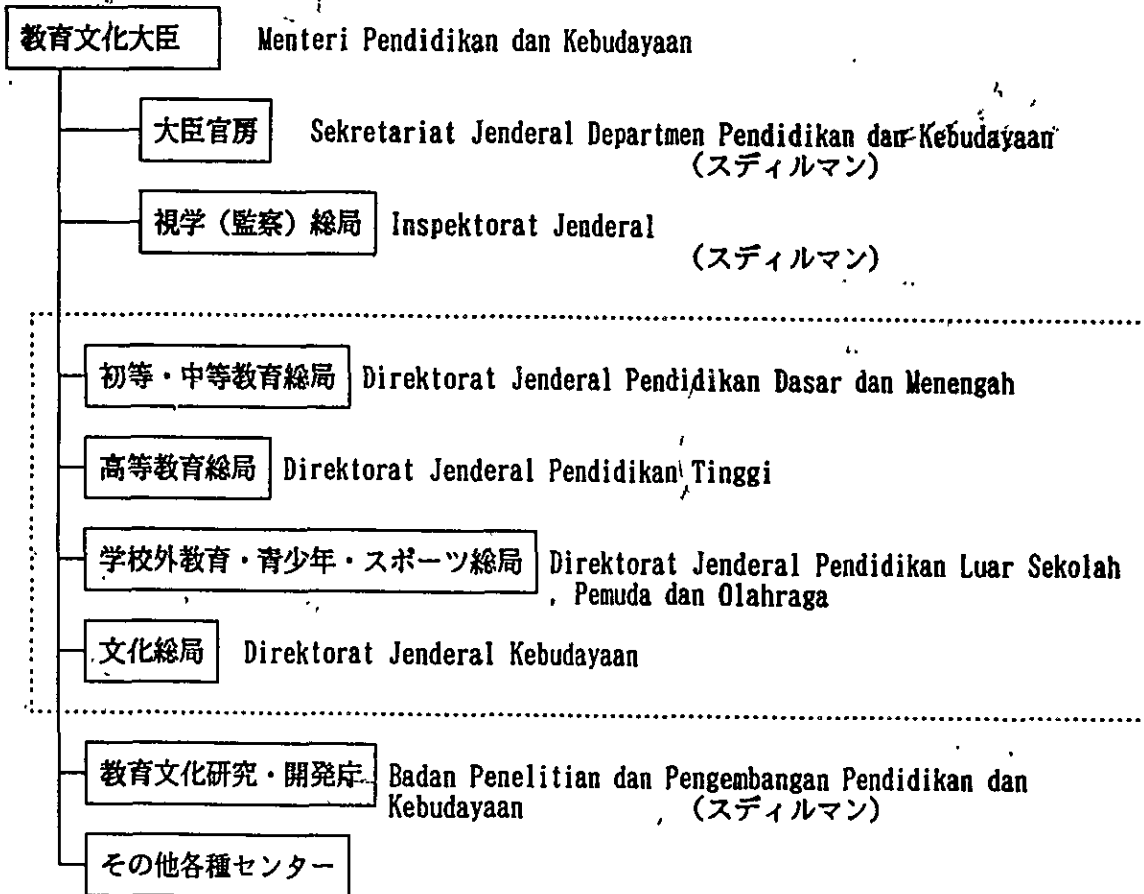 教育文化大臣 Menteri Pendidikan dan Kebudayaan
大臣官房 Sekretariat Jenderal Departmen Pendidikan dan Kebudayaan
(スディルマン)
視学(監察)総局 Inspektorat Jenderal
(スディルマン)
初等・中等教育総局 Direktorat Jenderal Pendidikan Dasar dan Menengah
高等教育総局 Direktorat Jenderal Pendidikan Tinggi
学校外教育・青少年・スポーツ総局 Direktorat Jenderal Pendidikan Luar Sekolah
, Pemuda dan Olahraga
文化総局 Direktorat Jenderal Kebudayaan
教育文化研究・開発庁 Badan Penelitian dan Pengembangan Pendidikan dan
Kebudayaan (スディルマン)
その他各種センター